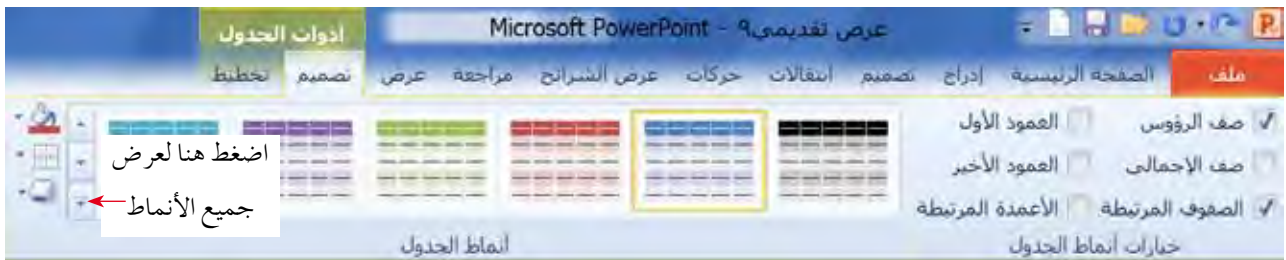 عرض تقديمي٩ - Microsoft PowerPoint
أدوات الجدول
ملف الصفحة الرئيسية إدراج تصميم انتقالات حركات عرض الشرائح مراجعة عرض تصميم تخطيط
صف الرؤوس العمود الأول
صف الإجمالي العمود الأخير
الصفوف المرتبطة الأعمدة المرتبطة
خيارات أنماط الجدول
اضغط هنا لعرض
جميع الأنماط
أنماط الجدول